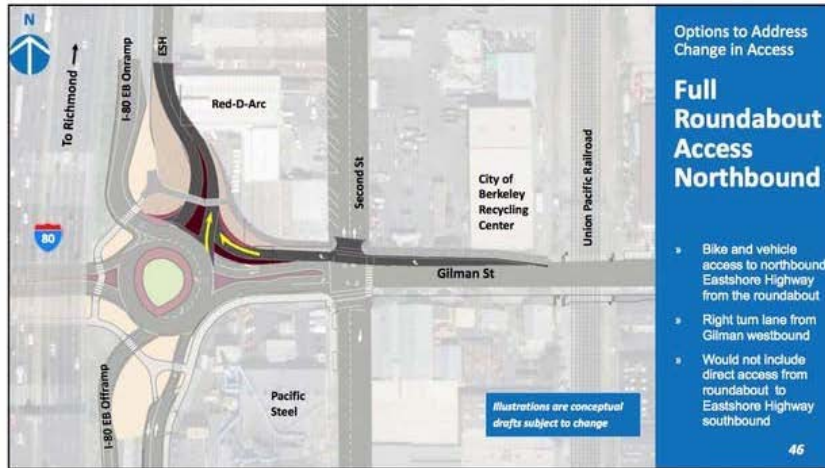 N
To Richmond
I-80 EB Onramp
ESH
Red-D-Arc
Second St
City of
Berkeley
Recycling
Center
Union Pacific Railroad
80
Gilman St
I-80 EB Offramp
Pacific
Steel
Illustrations are conceptual
drafts subject to change
Options to Address
Change in Access
Full
Roundabout
Access
Northbound
» Bike and vehicle
access to northbound
Eastshore Highway
from the roundabout
» Right turn lane from
Gilman westbound
» Would not include
direct access from
roundabout to
Eastshore Highway
southbound
46